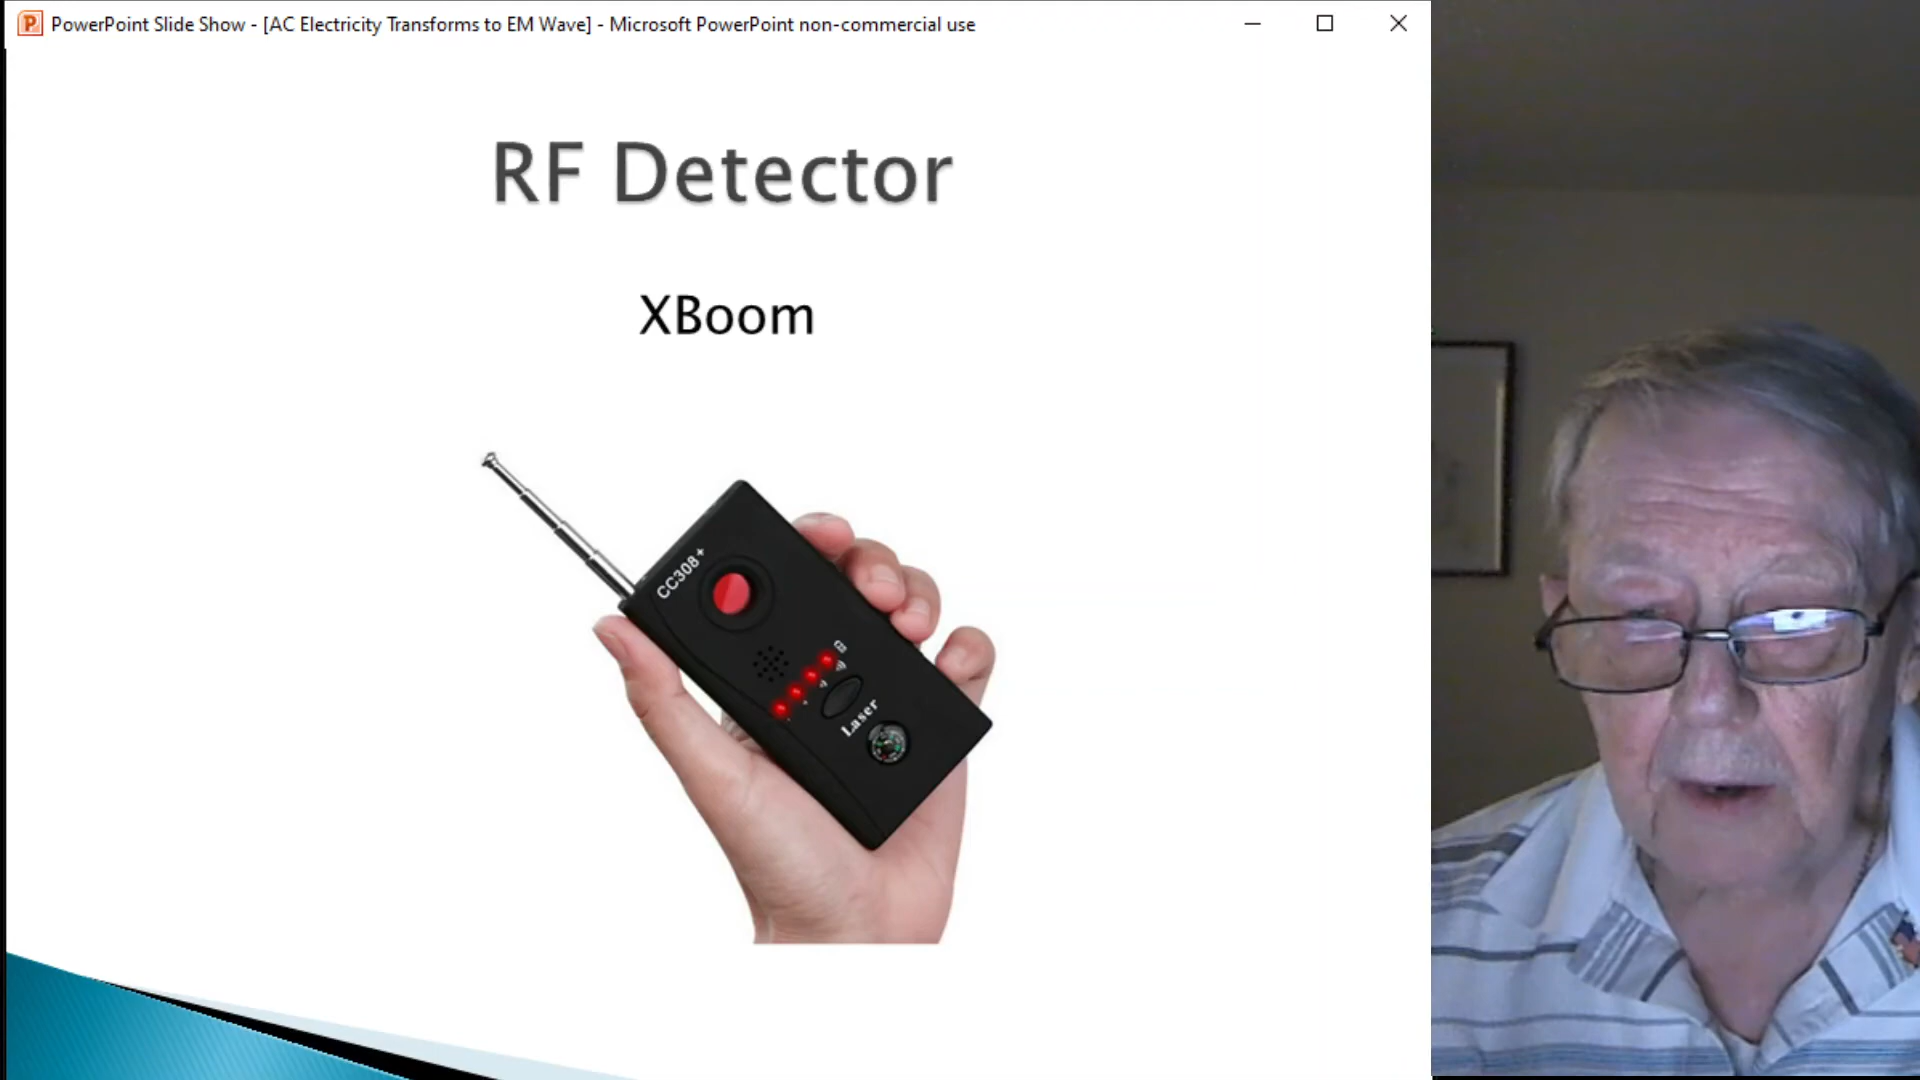 PowerPoint Slide Show - [AC Electricity Transforms to EM Wave] - Microsoft PowerPoint non-commercial use
RF Detector
XBoom
CC308+
Laser